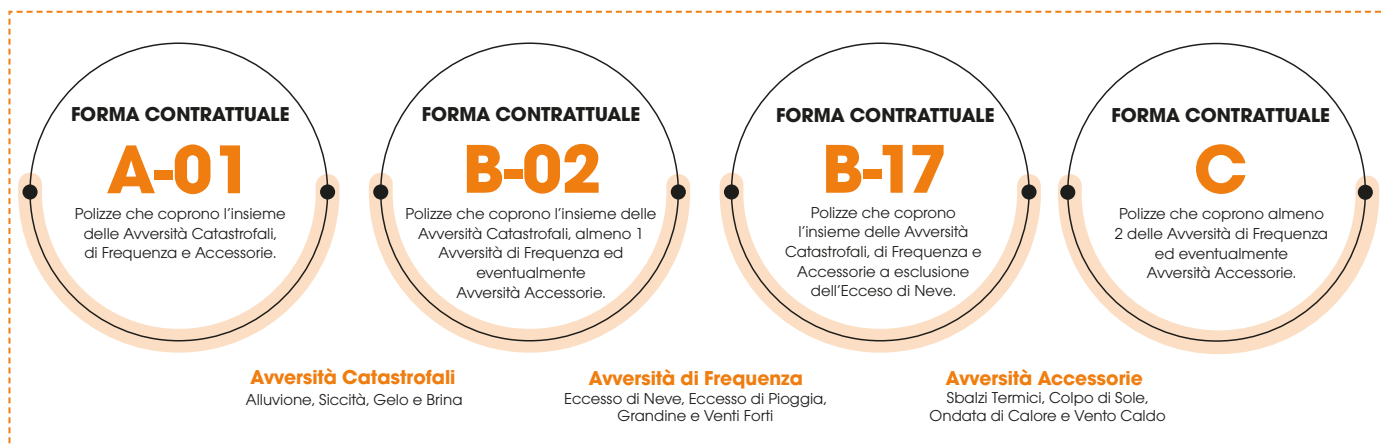 FORMA CONTRATTUALE
A-01
Polizze che coprono l'insieme
delle Avversità Catastrofali,
di Frequenza e Accessorie.
FORMA CONTRATTUALE
B-02
Polizze che coprono l'insieme delle
Avversità Catastrofali, almeno 1
Avversità di Frequenza ed
eventualmente
Avversità Accessorie.
FORMA CONTRATTUALE
B-17
Polizze che coprono
l'insieme delle Avversità
Catastrofali, di Frequenza e
Accessorie a esclusione
dell'Ecceso di Neve.
FORMA CONTRATTUALE
C
Polizze che coprono almeno
2 delle Avversità di Frequenza
ed eventualmente
Avversità Accessorie.
Avversità Catastrofali
Alluvione, Siccità, Gelo e Brina
Avversità di Frequenza
Eccesso di Neve, Eccesso di Pioggia,
Grandine e Venti Forti
Avversità Accessorie
Sbalzi Termici, Colpo di Sole,
Ondata di Calore e Vento Caldo